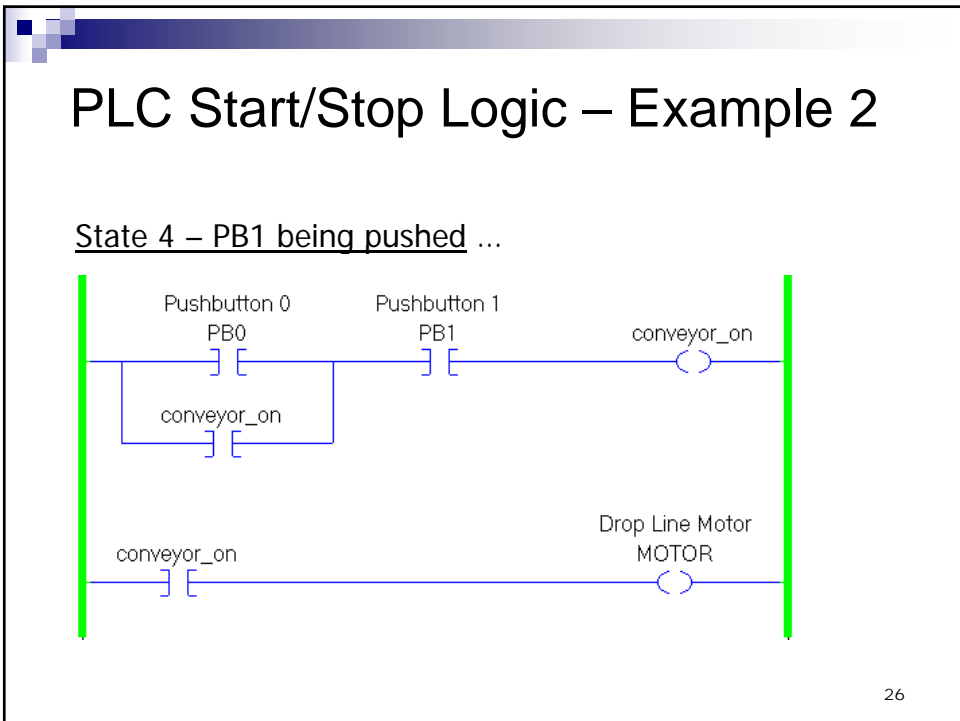 PLC Start/Stop Logic – Example 2
State 4 – PB1 being pushed ...
Pushbutton 0
PB0
Pushbutton 1
PB1
conveyor_on
conveyor_on
Drop Line Motor
MOTOR
conveyor_on
26